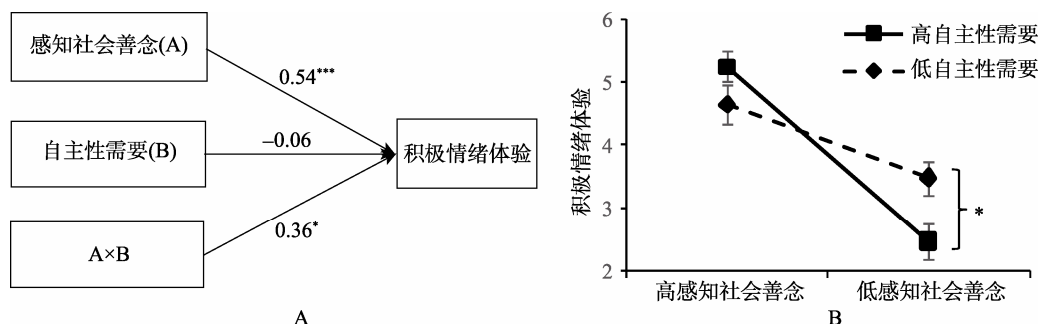 感知社会善念(A)
自主性需要(B)
A×B
0.54***
−0.06
0.36*
积极情绪体验
A
积极情绪体验
6
5
4
3
2
高自主性需要
低自主性需要
*
高感知社会善念
低感知社会善念
B